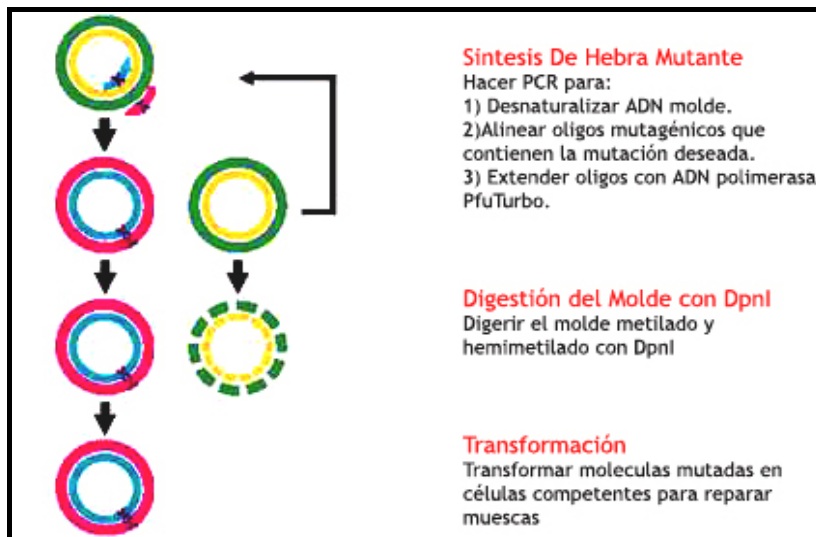 Sintesis De Hebra Mutante
Hacer PCR para:
1) Desnaturalizar ADN molde.
2)Alinear oligos mutagénicos que
contienen la mutación deseada.
3) Extender oligos con ADN polimerasa
PfuTurbo.
Digestión del Molde con DpnI
Digerir el molde metilado y
hemimetilado con DpnI
Transformación
Transformar moleculas mutadas en
células competentes para reparar
muescas